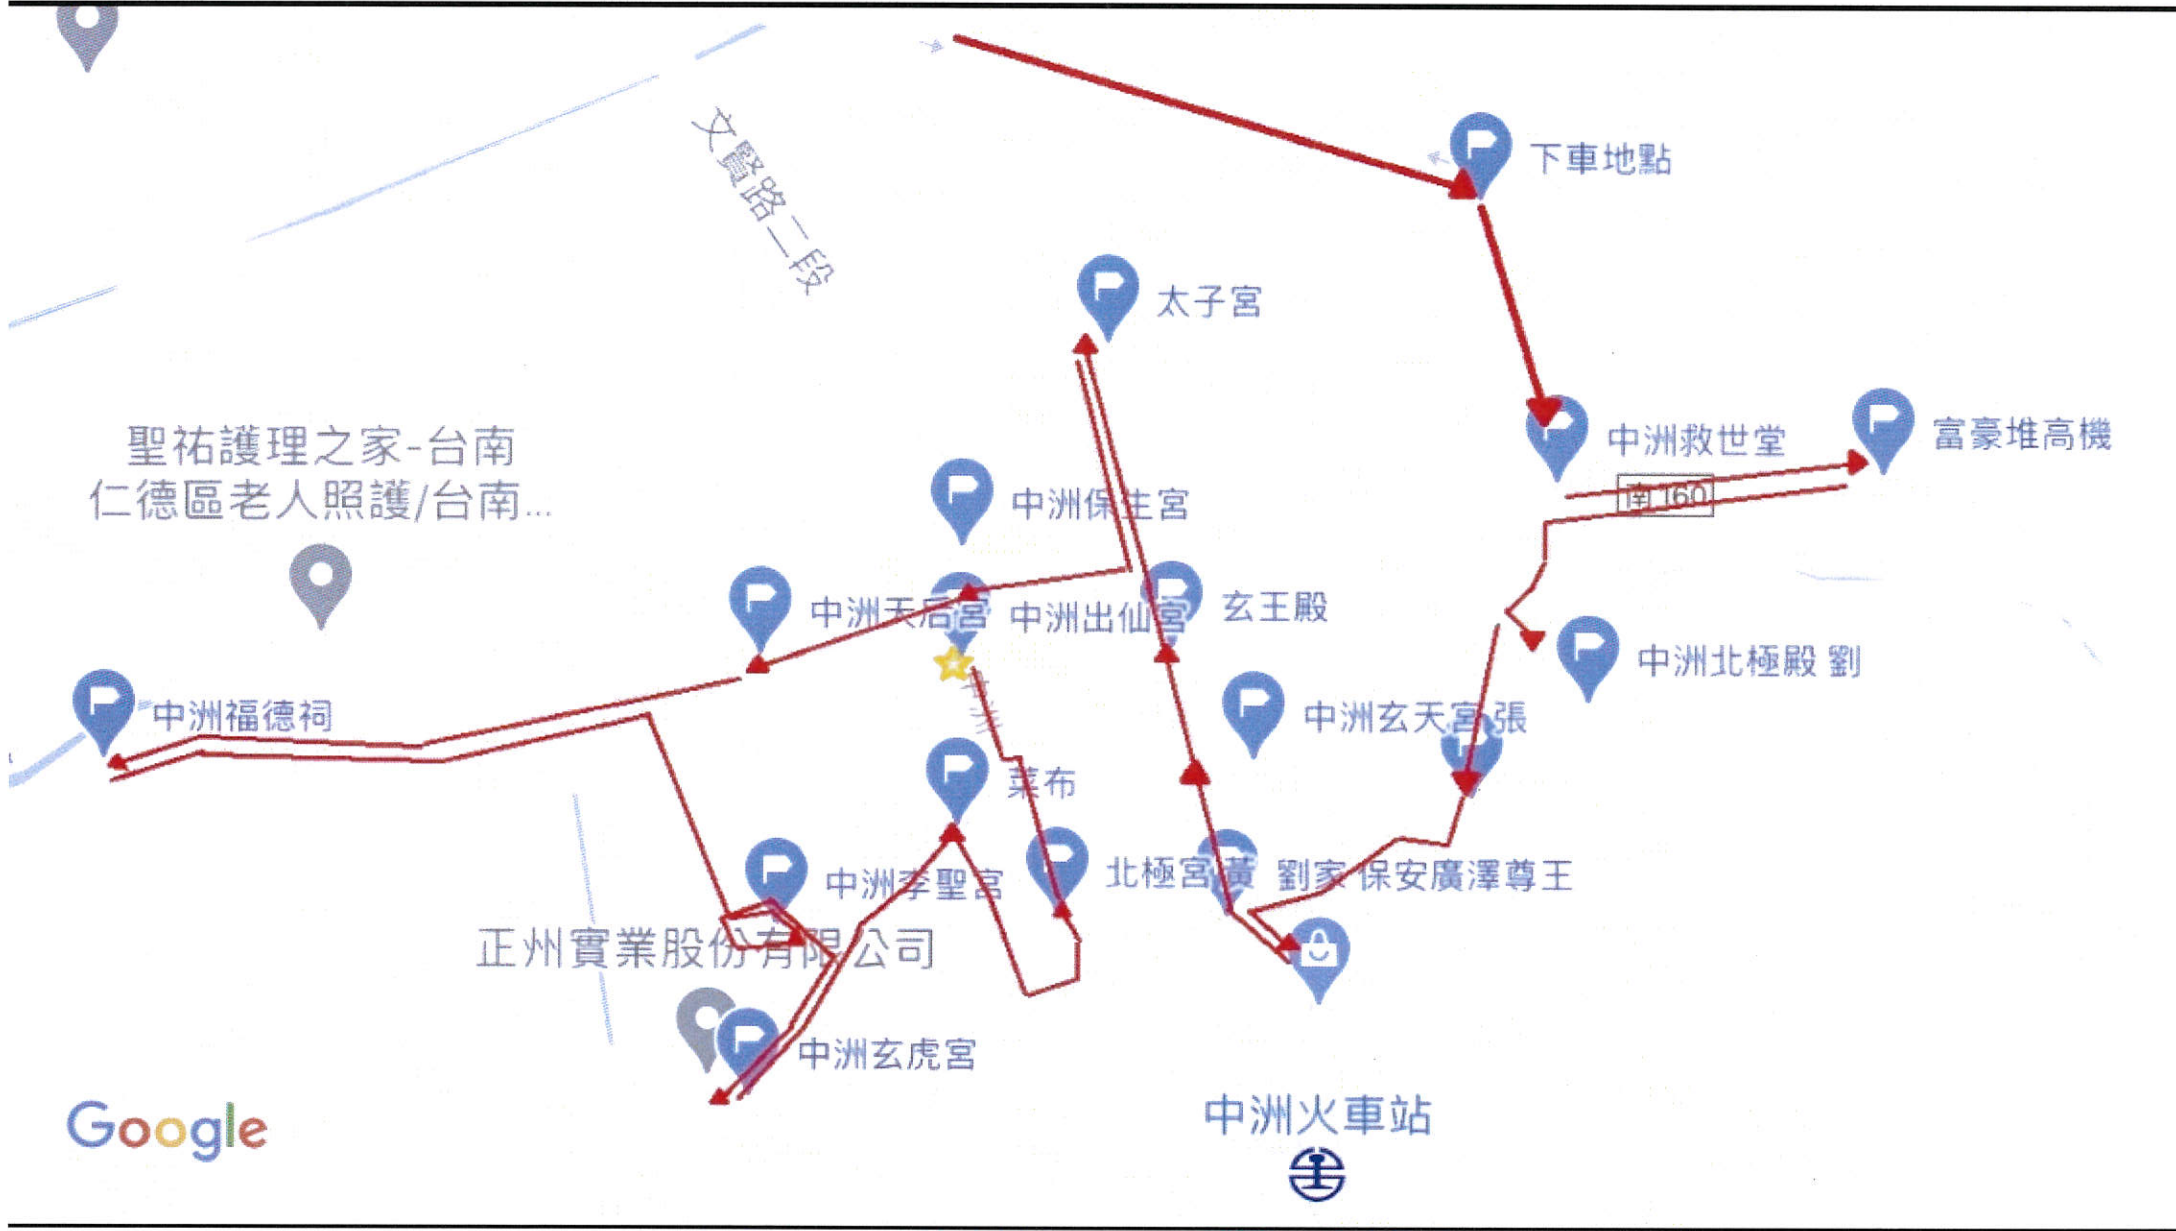 文賢路二段
下車地點
太子宮
聖祐護理之家-台南
仁德區老人照護/台南...
中洲救世堂
富豪堆高機
南 160
中洲保生宮
中洲天后宮
中洲出仙宮
玄王殿
中洲北極殿 劉
中洲福德祠
中洲玄天宮 張
中洲
菜布
中洲李聖宮
北極宮 黃
劉家 保安廣澤尊王
正州實業股份有限公司
中洲玄虎宮
Google
中洲火車站